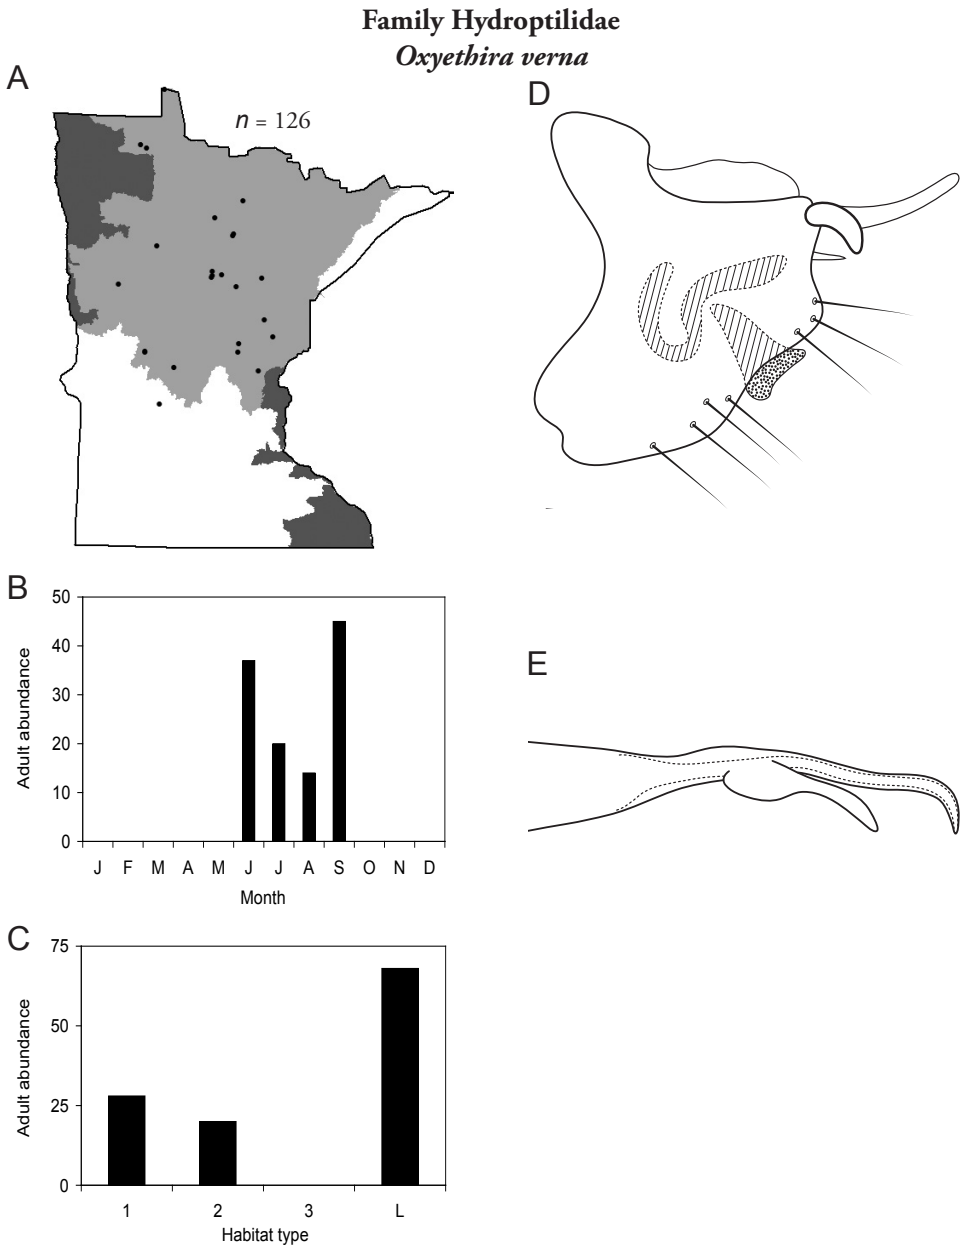 Family Hydroptilidae
Oxyethira verna
A
n = 126
D
B
50
40
30
20
10
0
Adult abundance
J F M A M J J A S O N D
Month
E
C
75
50
25
0
Adult abundance
1 2 3 L
Habitat type